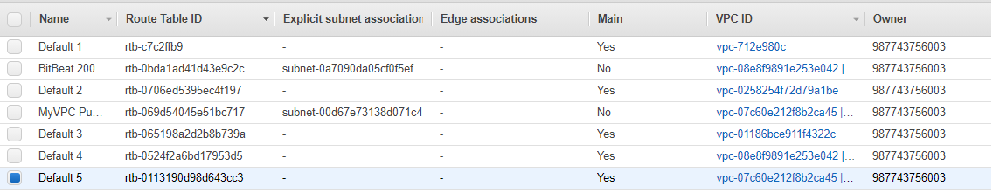 Name Route Table ID Explicit subnet association Edge associations Main VPC ID Owner
Default 1 rtb-c7c2ffb9 - - Yes vpc-712e980c 987743756003
BitBeat 200... rtb-0bda1ad41d43e9c2c subnet-0a7090da05cf0f5ef - No vpc-08e8f9891e253e042 |... 987743756003
Default 2 rtb-0706ed5395ec4f197 - - Yes vpc-0258254f72d79a1be 987743756003
MyVPC Pu... rtb-069d54045e51bc717 subnet-00d67e73138d071c4 - No vpc-07c60e212f8b2ca45 |... 987743756003
Default 3 rtb-065198a2d2b8b739a - - Yes vpc-01186bce911f4322c 987743756003
Default 4 rtb-0524f2a6bd17953d5 - - Yes vpc-08e8f9891e253e042 |... 987743756003
Default 5 rtb-0113190d98d643cc3 - - Yes vpc-07c60e212f8b2ca45 |... 987743756003